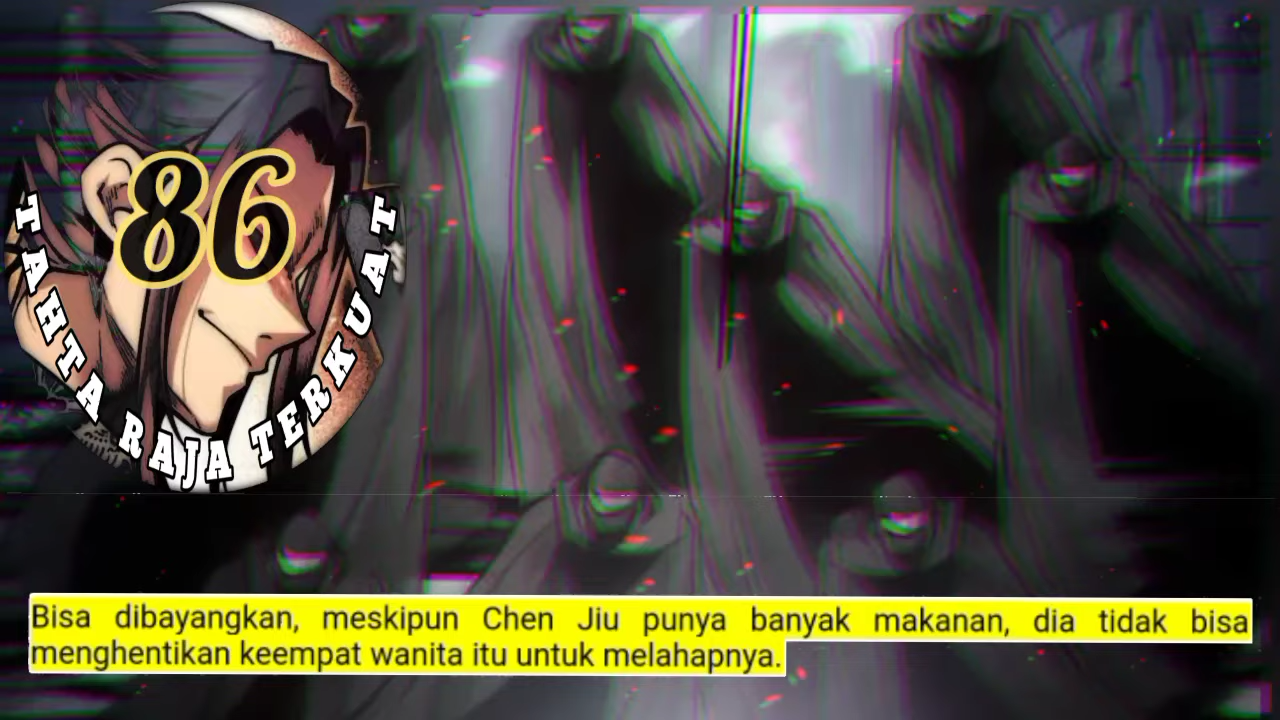 86
TAHTA RAJA TERKUAT
Bisa dibayangkan, meskipun Chen Jiu punya banyak makanan, dia tidak bisa
menghentikan keempat wanita itu untuk melahapnya.